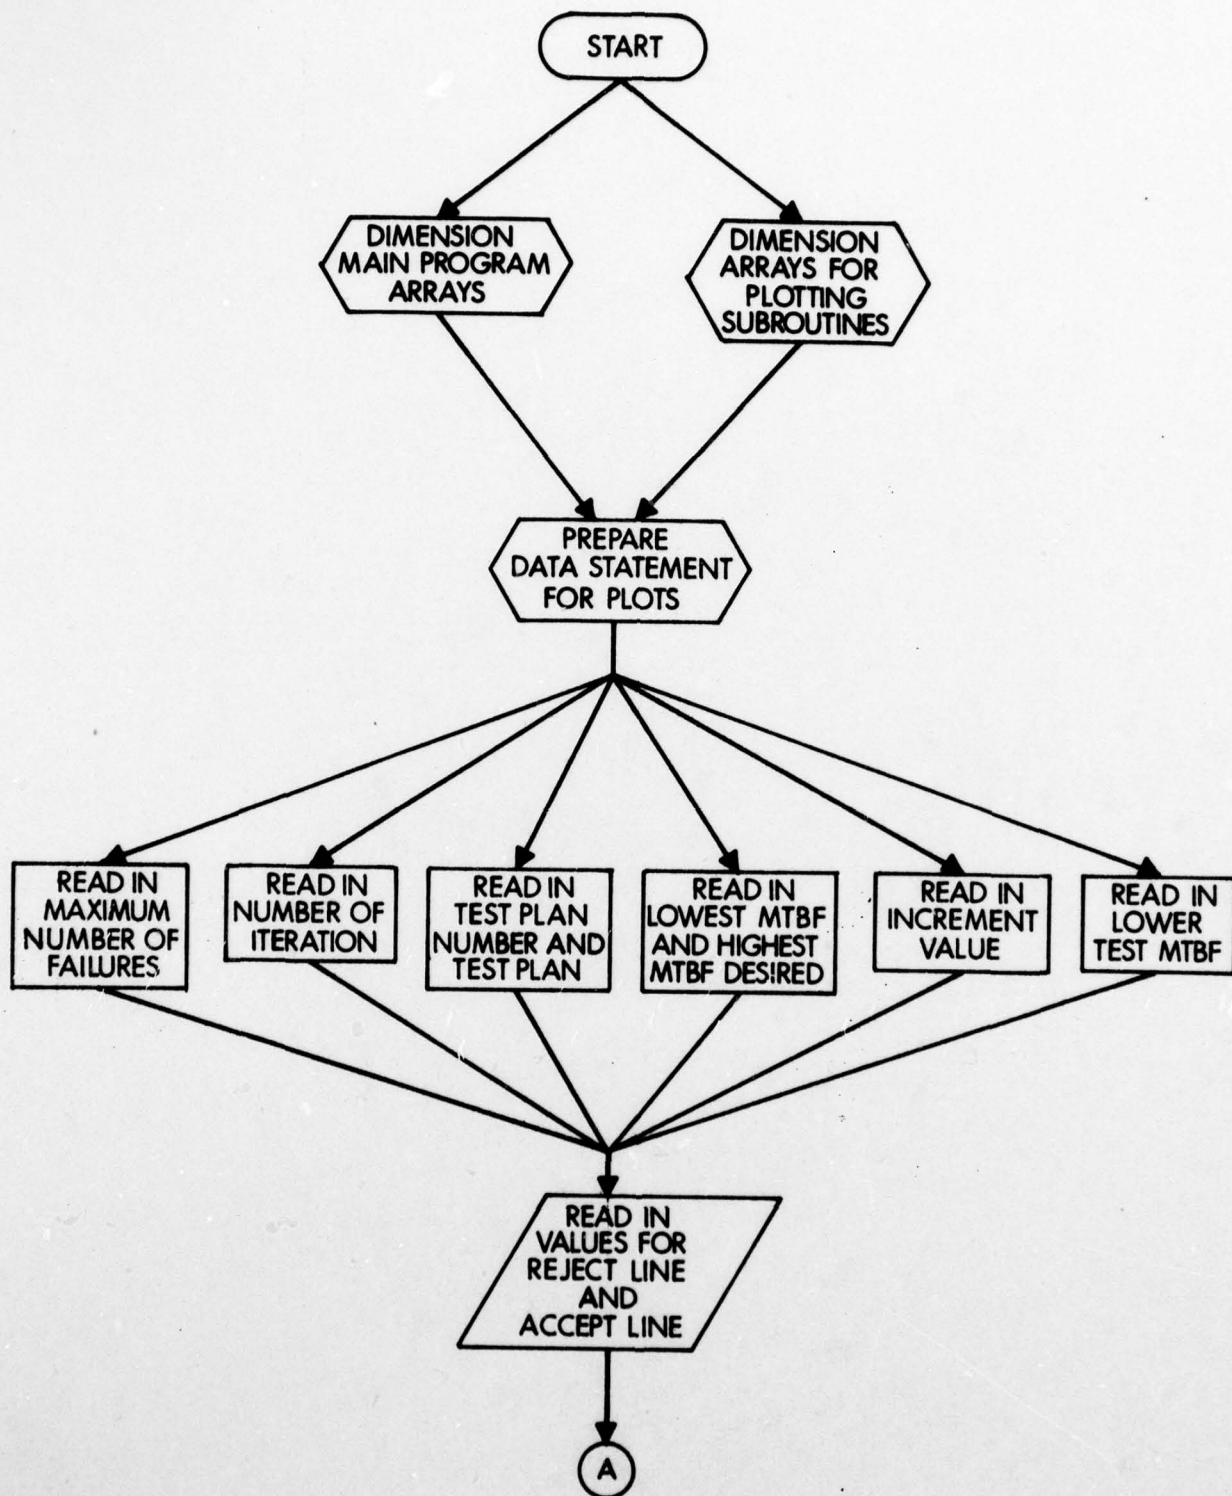 START
DIMENSION
MAIN PROGRAM
ARRAYS
DIMENSION
ARRAYS FOR
PLOTTING
SUBROUTINES
PREPARE
DATA STATEMENT
FOR PLOTS
READ IN
MAXIMUM
NUMBER OF
FAILURES
READ IN
NUMBER OF
ITERATION
READ IN
TEST PLAN
NUMBER AND
TEST PLAN
READ IN
LOWEST MTBF
AND HIGHEST
MTBF DESIRED
READ IN
INCREMENT
VALUE
READ IN
LOWER
TEST MTBF
READ IN
VALUES FOR
REJECT LINE
AND
ACCEPT LINE
A